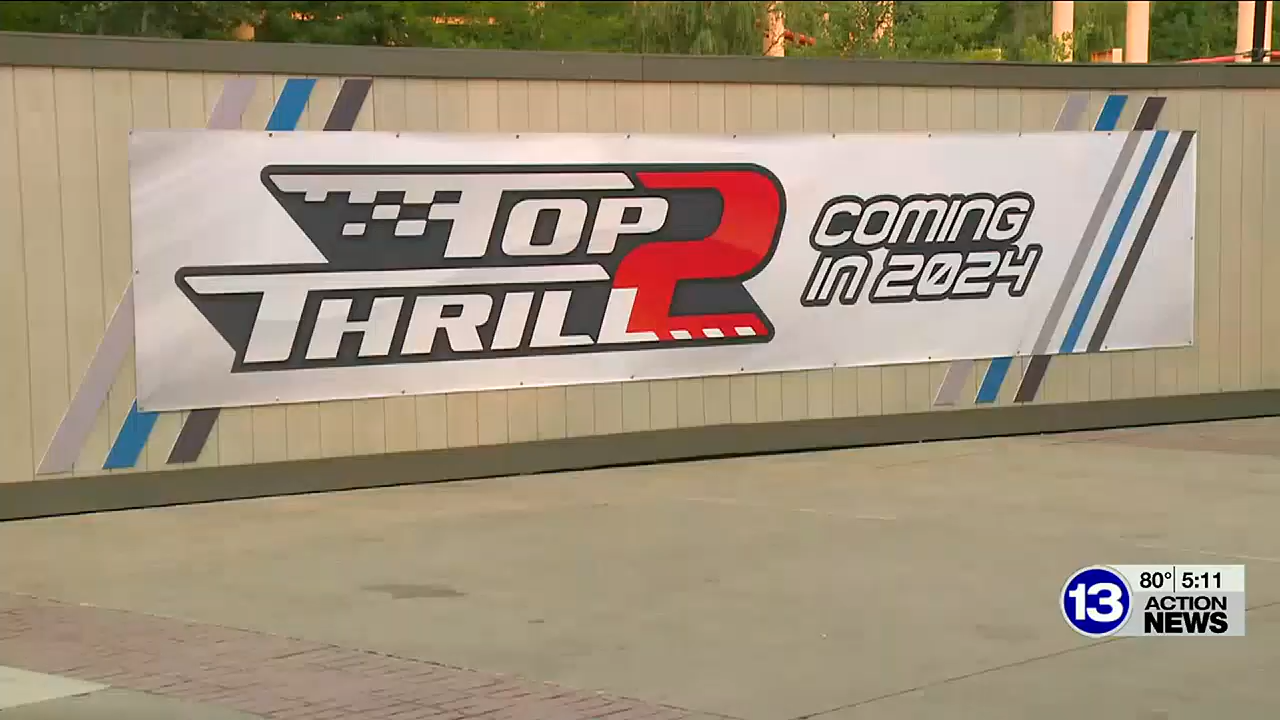 TOP
THRILL 2
COMING
IN 2024
13
80° 5:11
ACTION
NEWS